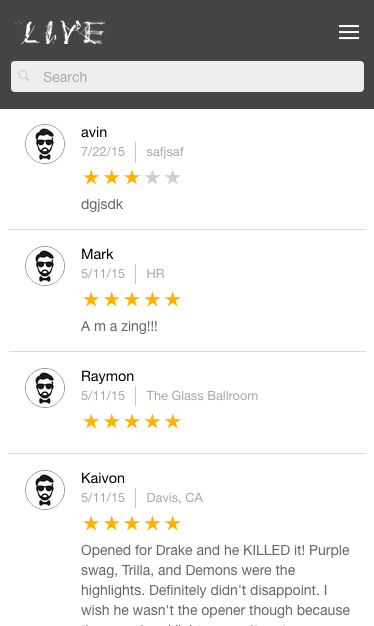 LIVE
Search
avin
7/22/15 safjsaf
dgjsdk
Mark
5/11/15 HR
A m a zing!!!
Raymon
5/11/15 The Glass Ballroom
Kaivon
5/11/15 Davis, CA
Opened for Drake and he KILLED it! Purple
swag, Trilla, and Demons were the
highlights. Definitely didn't disappoint. I
wish he wasn't the opener though because